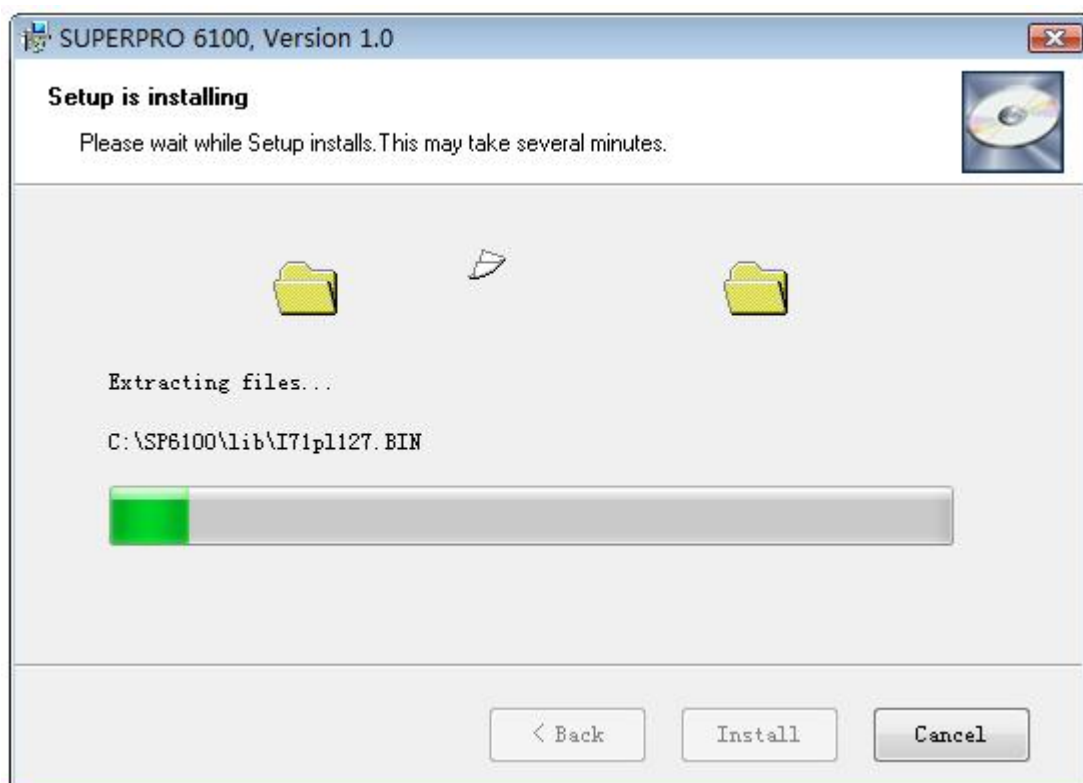 SUPERPRO 6100, Version 1.0
Setup is installing
Please wait while Setup installs.This may take several minutes.
Extracting files...
C:\SP6100\lib\I71pl127.BIN
< Back
Install
Cancel